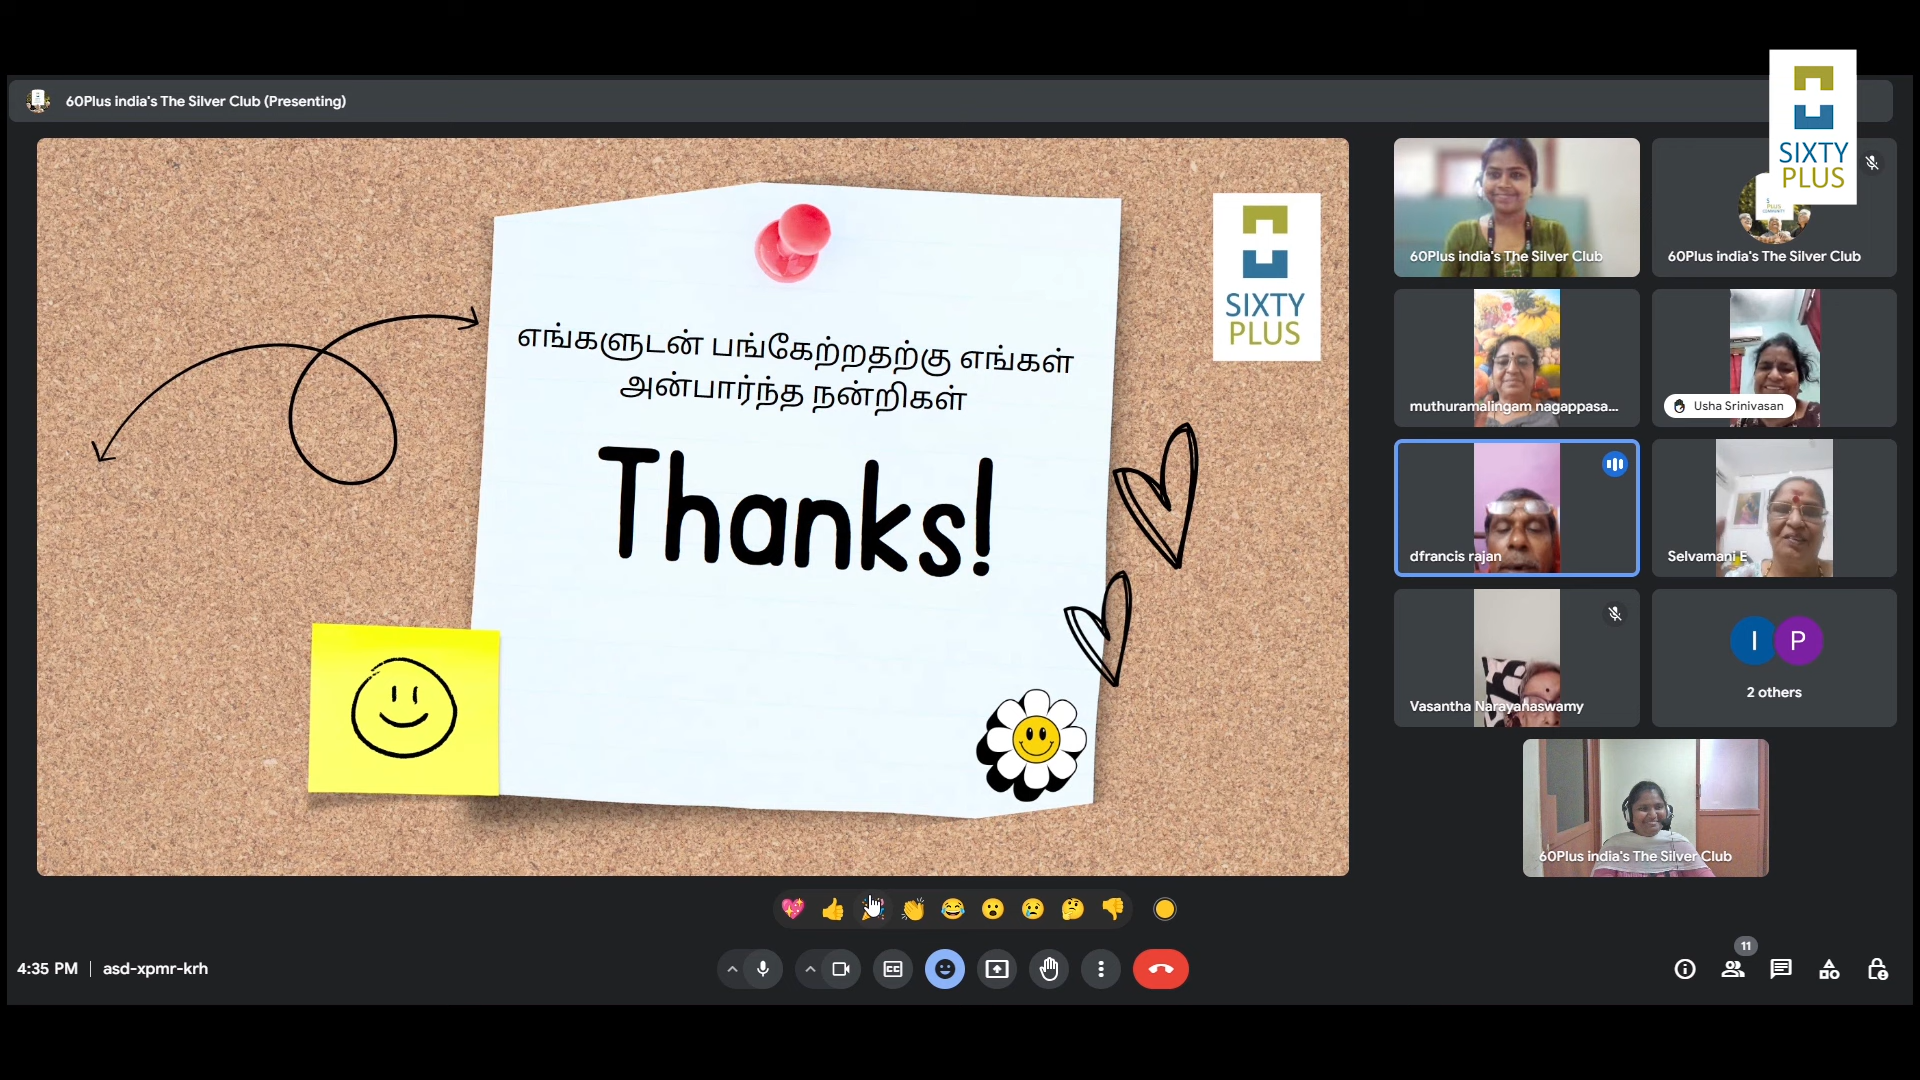 60Plus india's The Silver Club (Presenting)
எங்களுடன் பங்கேற்றதற்கு எங்கள்
அன்பார்ந்த நன்றிகள்
Thanks!
SIXTY
PLUS
SIXTY
PLUS
60Plus india's The Silver Club
60Plus india's The Silver Club
muthuramalingam nagappasa...
Usha Srinivasan
dfrancis rajan
Selvamani E
Vasantha Narayanaswamy
I P
2 others
60Plus india's The Silver Club
4:35 PM | asd-xpmr-krh
CC
11